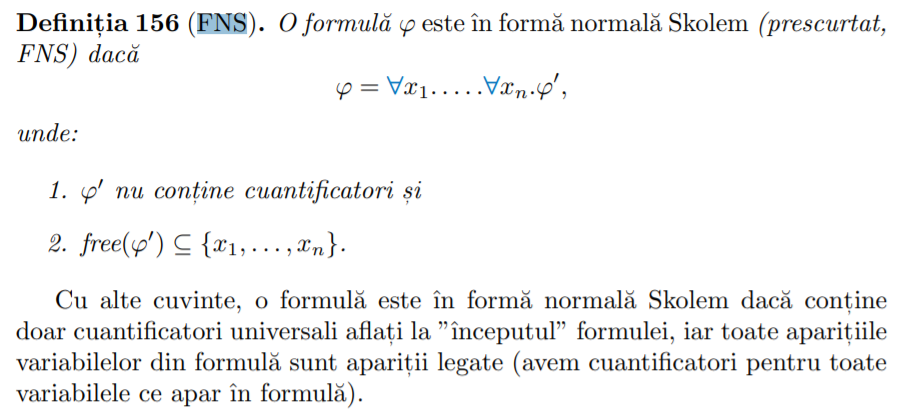 Definiția 156 (FNS). O formulă φ este în formă normală Skolem (prescurtat,
FNS) dacă
φ = ∀x₁. . . . .∀xₙ.φ′,
unde:
1. φ′ nu conține cuantificatori și
2. free(φ′) ⊆ {x₁, . . . , xₙ}.
Cu alte cuvinte, o formulă este în formă normală Skolem dacă conține
doar cuantificatori universali aflați la ”începutul” formulei, iar toate aparițiile
variabilelor din formulă sunt apariții legate (avem cuantificatori pentru toate
variabilele ce apar în formulă).